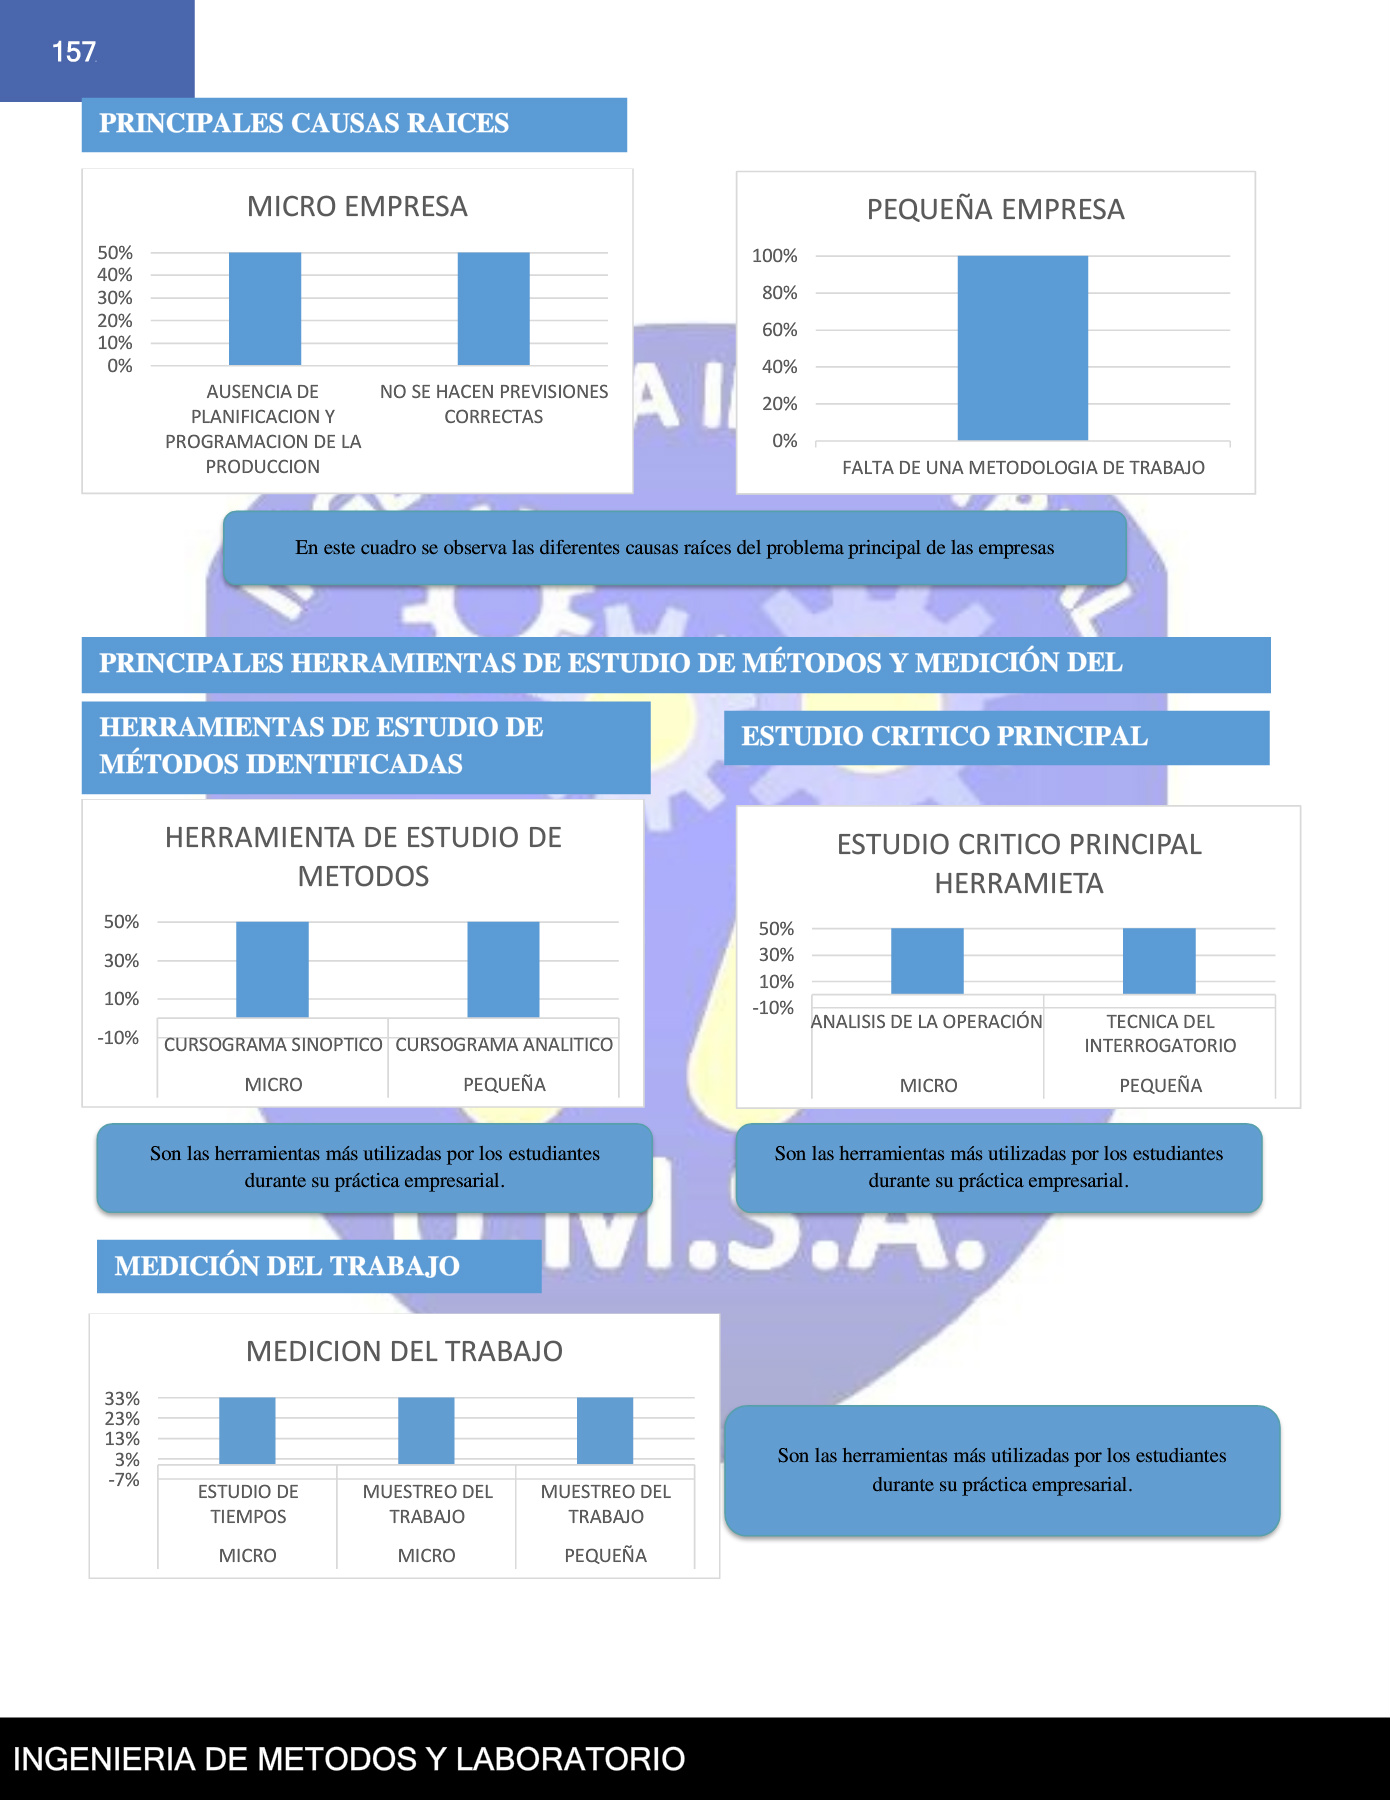 157
PRINCIPALES CAUSAS RAICES
MICRO EMPRESA
50%
40%
30%
20%
10%
0%
AUSENCIA DE
PLANIFICACION Y
PROGRAMACION DE LA
PRODUCCION
NO SE HACEN PREVISIONES
CORRECTAS
PEQUEÑA EMPRESA
100%
80%
60%
40%
20%
0%
FALTA DE UNA METODOLOGIA DE TRABAJO
En este cuadro se observa las diferentes causas raíces del problema principal de las empresas
PRINCIPALES HERRAMIENTAS DE ESTUDIO DE MÉTODOS Y MEDICIÓN DEL
HERRAMIENTAS DE ESTUDIO DE
MÉTODOS IDENTIFICADAS
HERRAMIENTA DE ESTUDIO DE
METODOS
50%
30%
10%
-10%
CURSOGRAMA SINOPTICO CURSOGRAMA ANALITICO
MICRO PEQUEÑA
Son las herramientas más utilizadas por los estudiantes
durante su práctica empresarial.
ESTUDIO CRITICO PRINCIPAL
ESTUDIO CRITICO PRINCIPAL
HERRAMIETA
50%
30%
10%
-10%
ANALISIS DE LA OPERACIÓN
MICRO
TECNICA DEL
INTERROGATORIO
PEQUEÑA
Son las herramientas más utilizadas por los estudiantes
durante su práctica empresarial.
U.M.S.A.
MEDICIÓN DEL TRABAJO
MEDICION DEL TRABAJO
33%
23%
13%
3%
-7%
ESTUDIO DE
TIEMPOS
MICRO
MUESTREO DEL
TRABAJO
MICRO
MUESTREO DEL
TRABAJO
PEQUEÑA
Son las herramientas más utilizadas por los estudiantes
durante su práctica empresarial.
INGENIERIA DE METODOS Y LABORATORIO